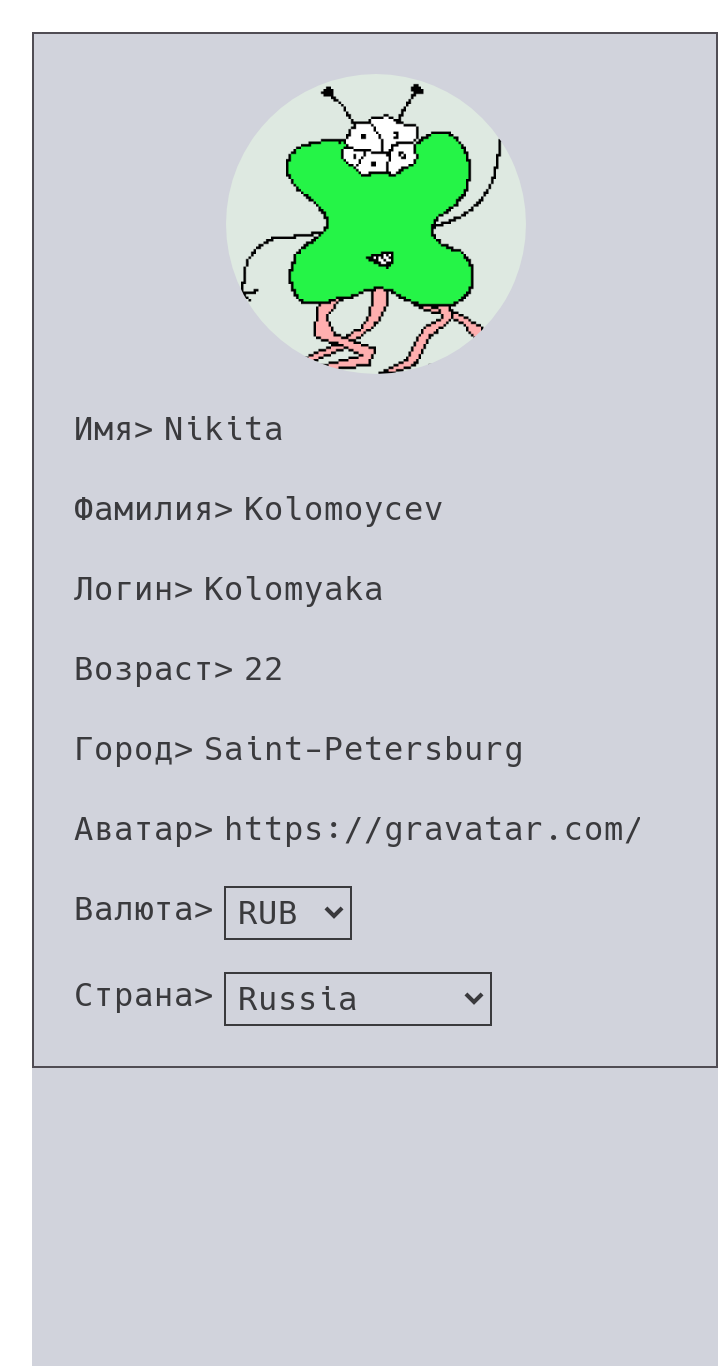 Имя> Nikita
Фамилия> Kolomoycev
Логин> Kolomyaka
Возраст> 22
Город> Saint-Petersburg
Аватар> https://gravatar.com/
Валюта> RUB
Страна> Russia